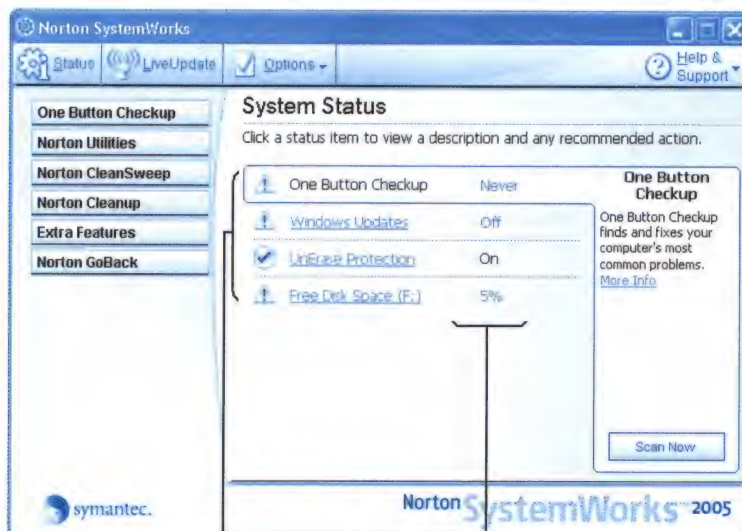 Norton SystemWorks
Status LiveUpdate Options Help & Support
One Button Checkup
Norton Utilities
Norton CleanSweep
Norton Cleanup
Extra Features
Norton GoBack
symantec.
System Status
Click a status item to view a description and any recommended action.
One Button Checkup Never
Windows Updates Off
UnErase Protection On
Free Disk Space (F:) 5%
One Button
Checkup
One Button Checkup
finds and fixes your
computer's most
common problems.
More Info
Scan Now
Norton SystemWorks 2005